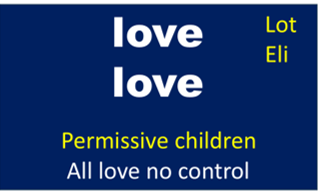 love
love
Lot
Eli
Permissive children
All love no control